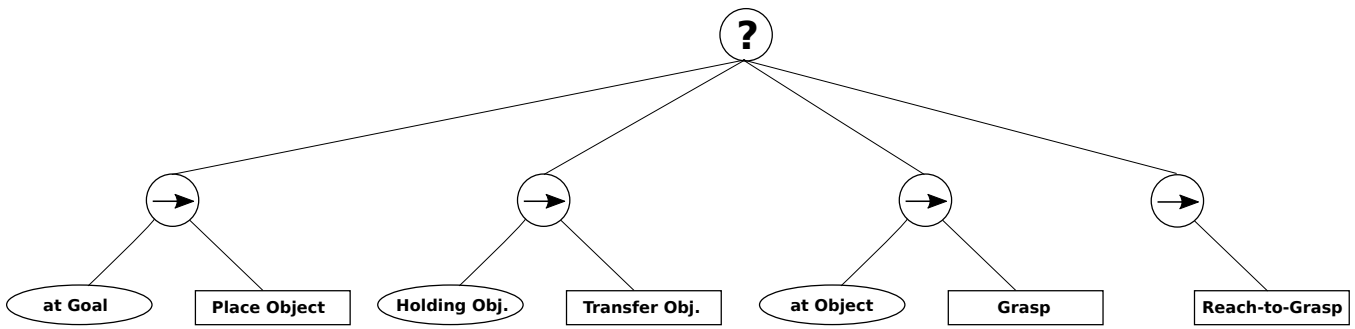 ?
at Goal
Place Object
Holding Obj.
Transfer Obj.
at Object
Grasp
Reach-to-Grasp